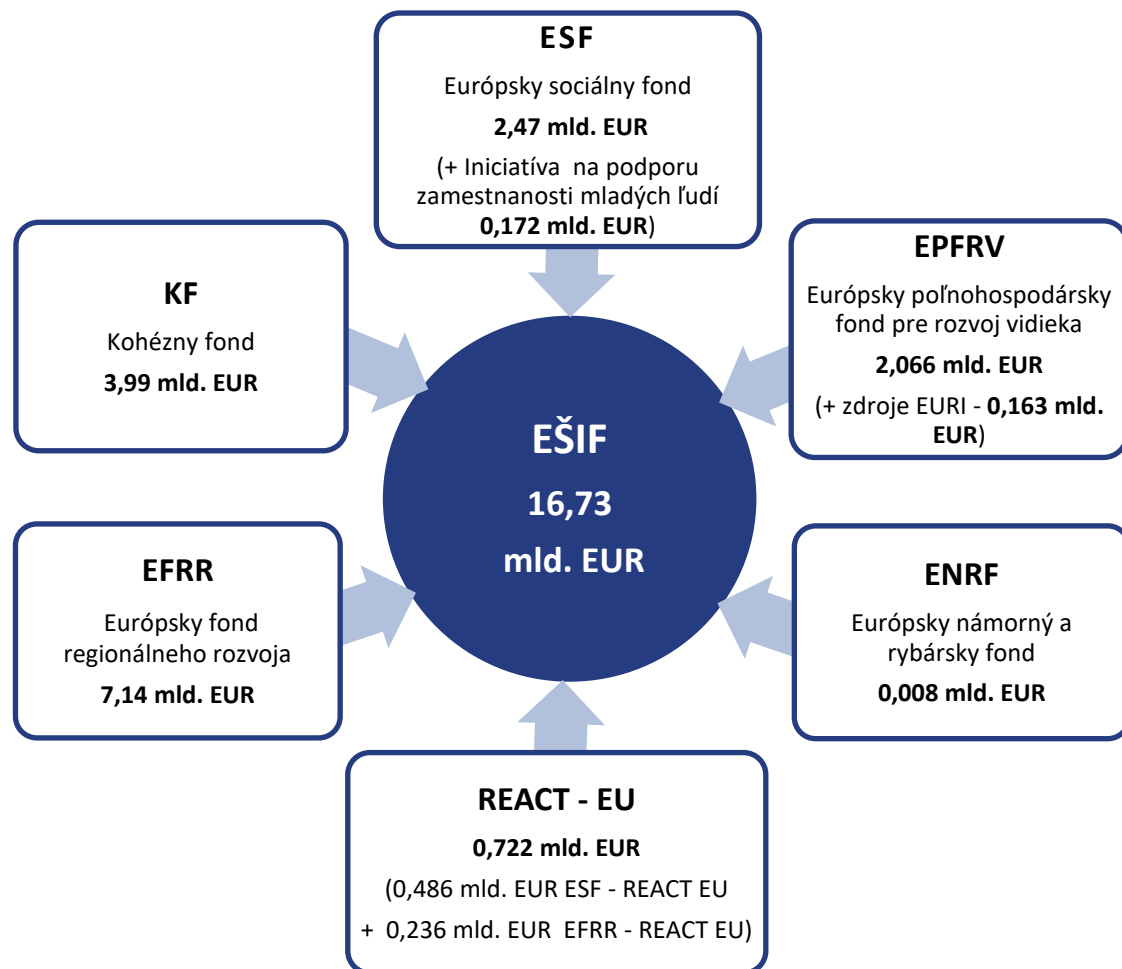 ESF
Európsky sociálny fond
2,47 mld. EUR
(+ Iniciatíva na podporu
zamestnanosti mladých ľudí
0,172 mld. EUR)
KF
Kohézny fond
3,99 mld. EUR
EPFRV
Európsky poľnohospodársky
fond pre rozvoj vidieka
2,066 mld. EUR
(+ zdroje EURI - 0,163 mld.
EUR)
EŠIF
16,73
mld. EUR
EFRR
Európsky fond
regionálneho rozvoja
7,14 mld. EUR
ENRF
Európsky námorný a
rybársky fond
0,008 mld. EUR
REACT - EU
0,722 mld. EUR
(0,486 mld. EUR ESF - REACT EU
+ 0,236 mld. EUR EFRR - REACT EU)